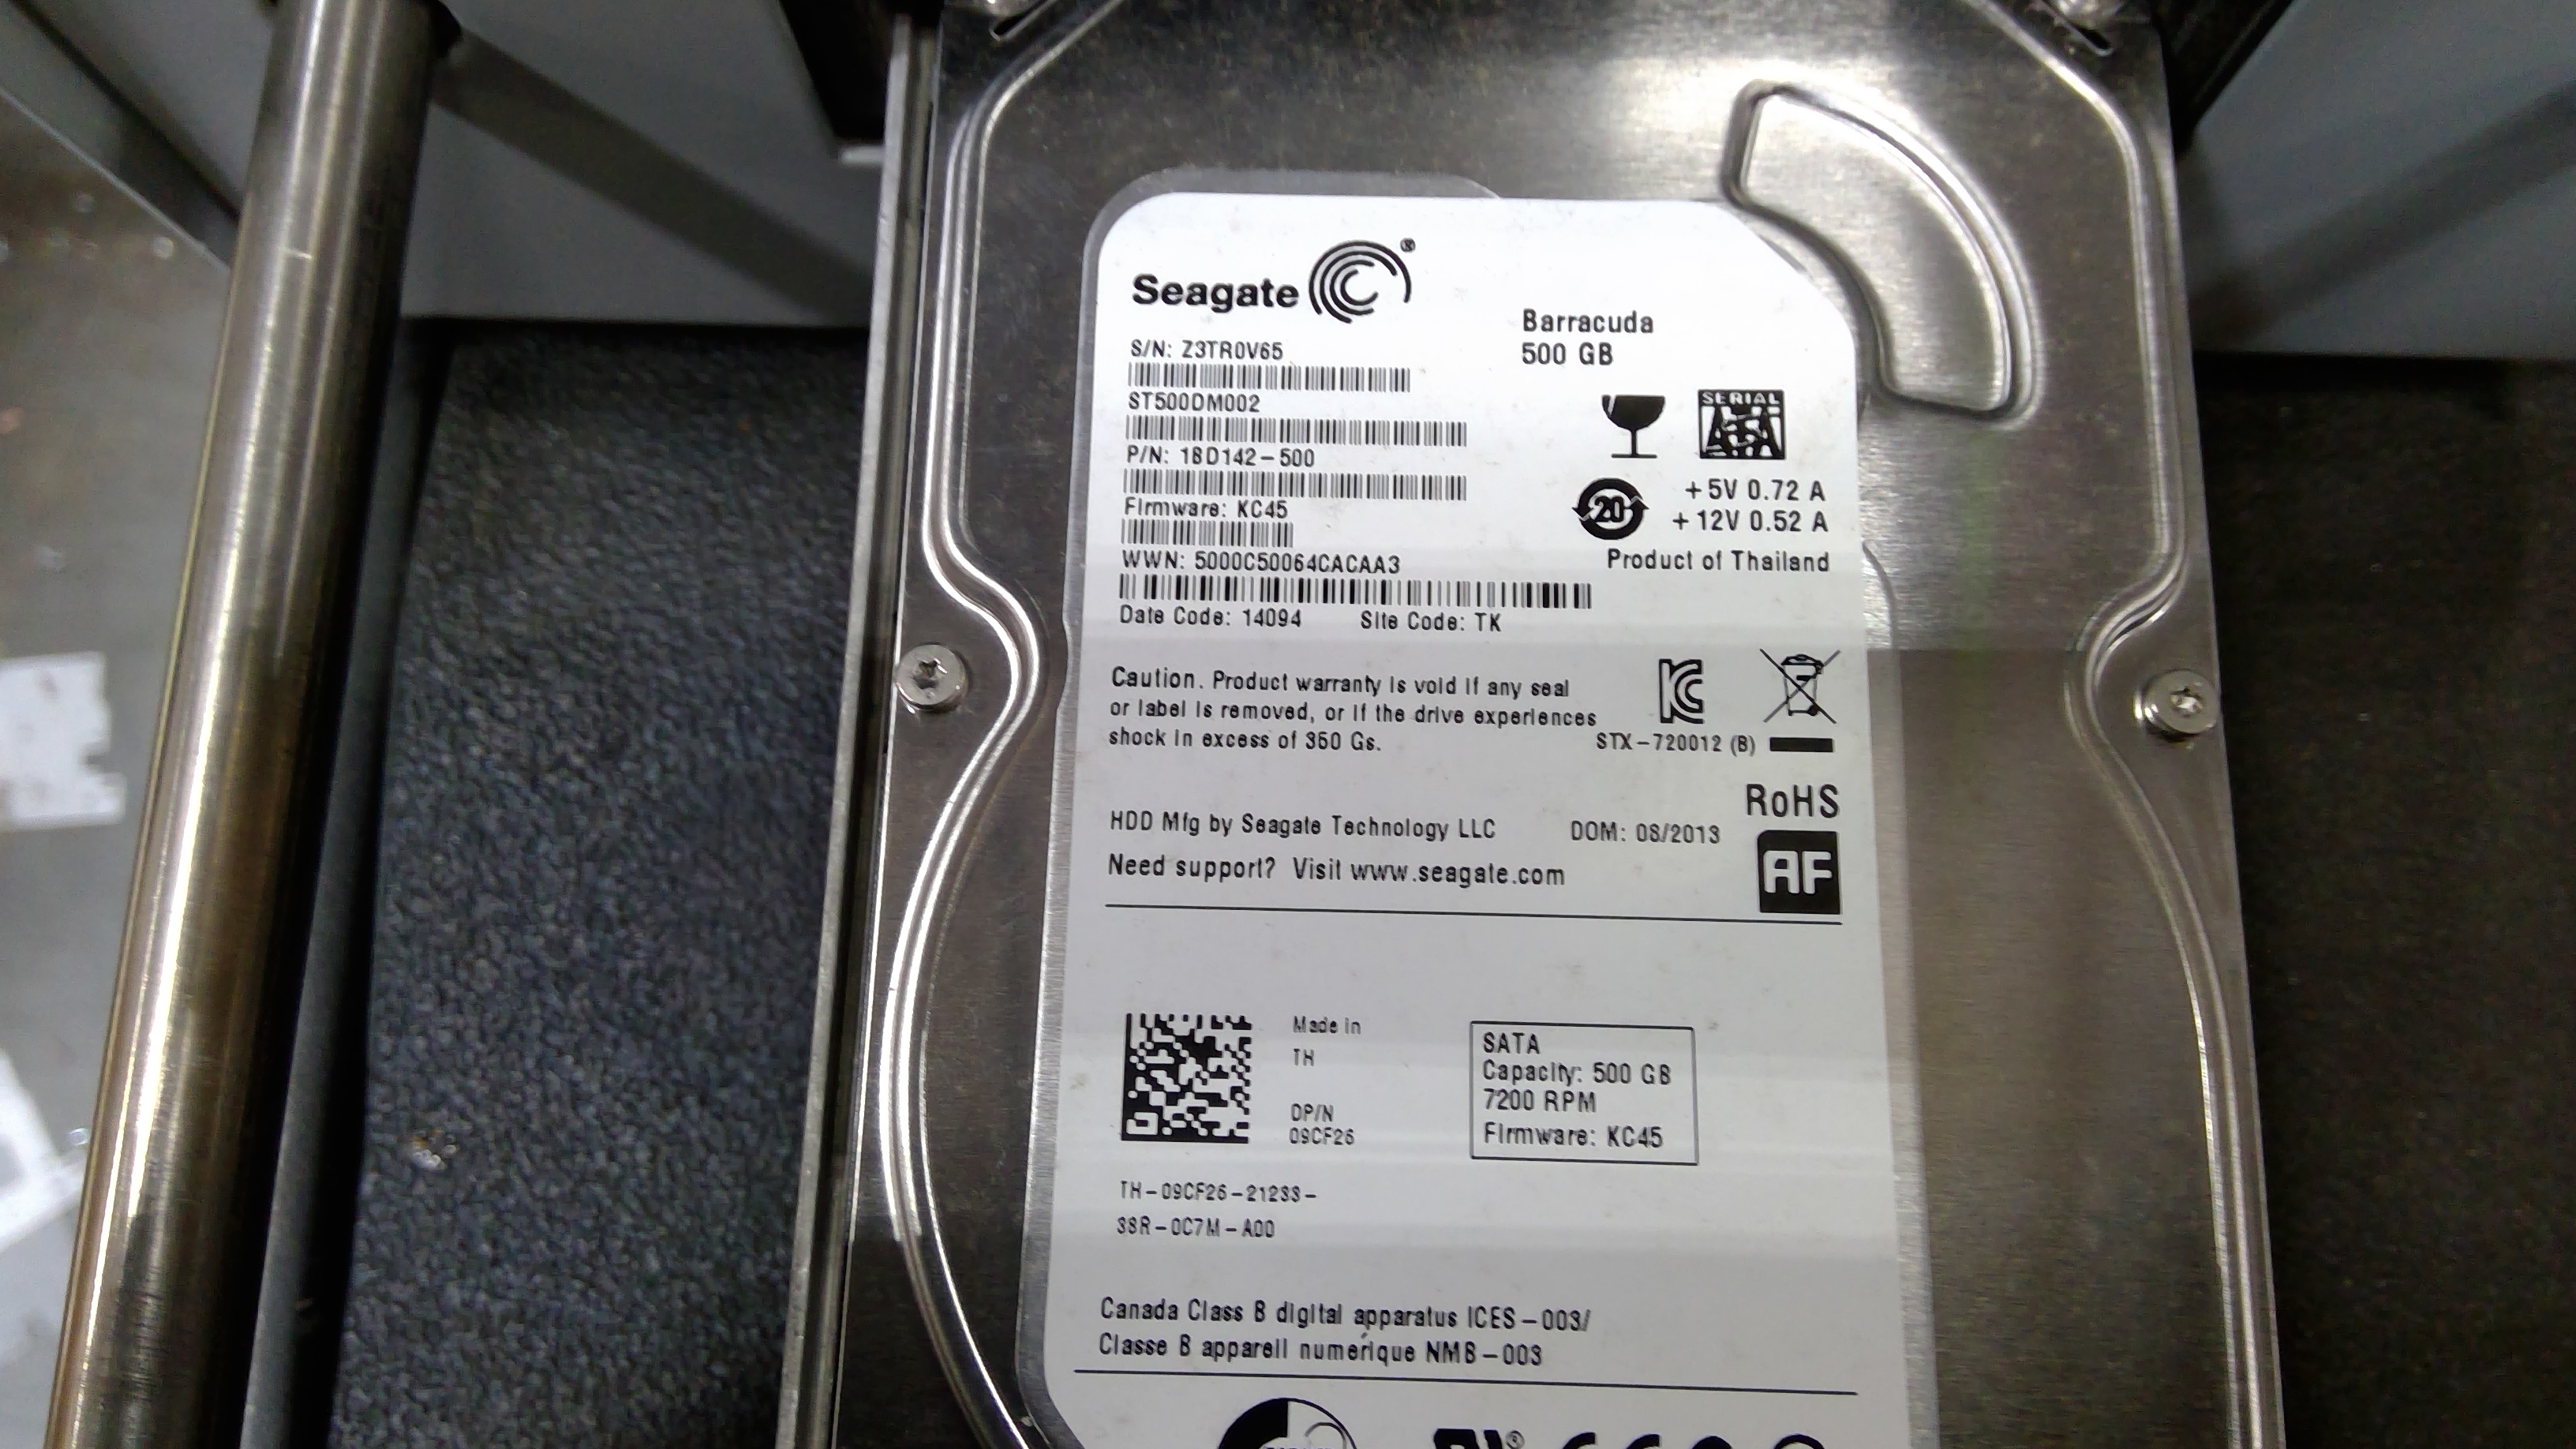 Seagate®
Barracuda
500 GB
S/N: Z3TR0V65
ST500DM002
P/N: 1BD142-500
Firmware: KC45
WWN: 5000C50064CACAA3
Date Code: 14094 Site Code: TK
SERIAL
ATA
20
+5V 0.72 A
+12V 0.52 A
Product of Thailand
Caution. Product warranty is void if any seal
or label is removed, or if the drive experiences
shock in excess of 350 Gs.
STX-720012 (B)
RoHS
HDD Mfg by Seagate Technology LLC DOM: 08/2013
AF
Need support? Visit www.seagate.com
Made in
TH
DP/N
09CF26
SATA
Capacity: 500 GB
7200 RPM
Firmware: KC45
TH-09CF26-21233-
38R-0C7M-A00
Canada Class B digital apparatus ICES-003/
Classe B appareil numérique NMB-003